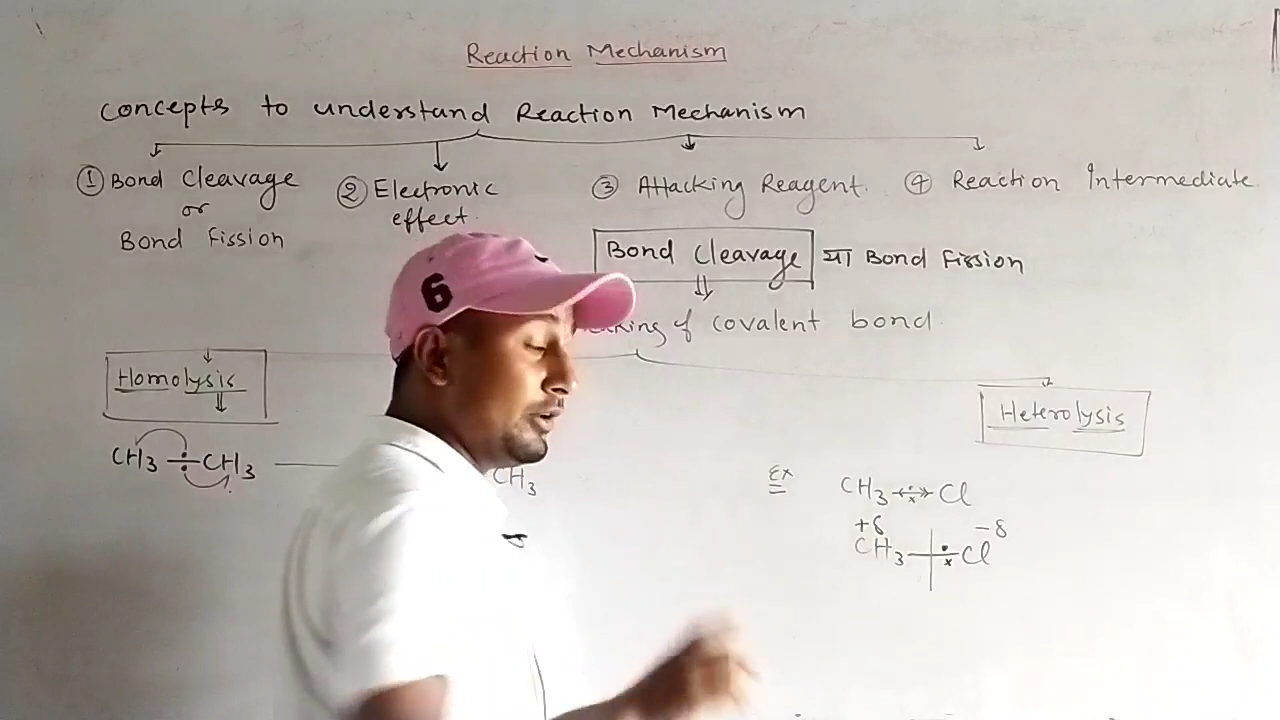 Reaction Mechanism
Concepts to understand Reaction Mechanism
① Bond Cleavage
or
Bond Fission
② Electronic
effect.
③ Attacking Reagent.
④ Reaction Intermediate
Bond Cleavage या Bond Fission
of covalent bond
Homolysis
Heterolysis
6
CH3 CH3
CH3
Ex
CH3 Cl
+δ -δ
CH3 Cl